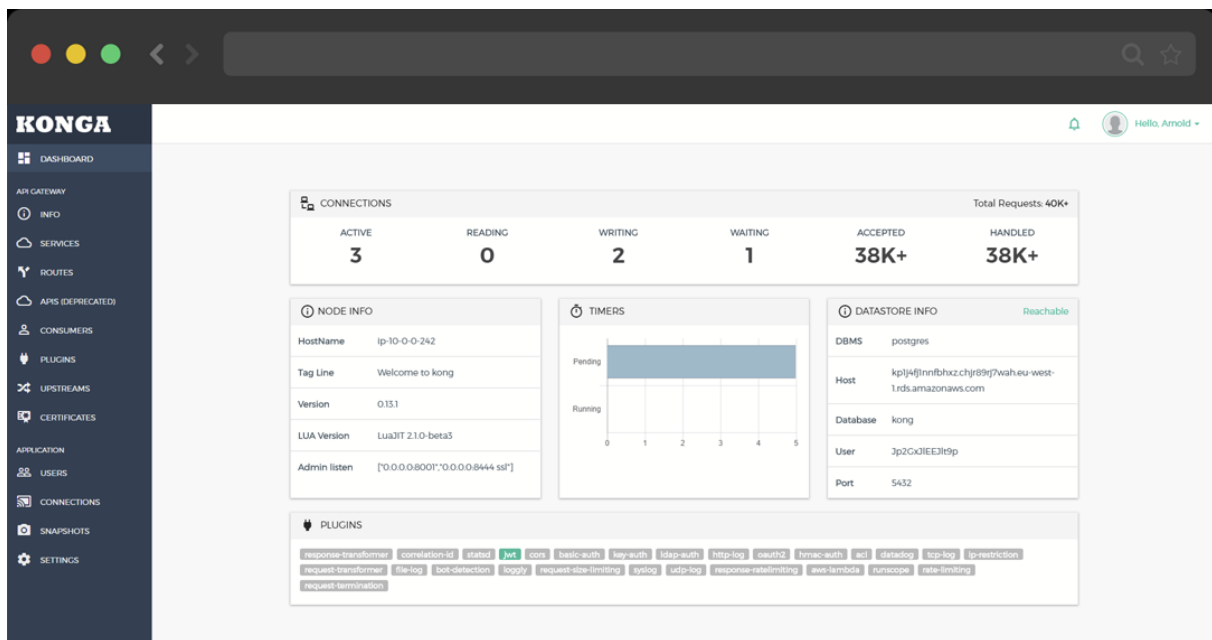 KONGA
Hello, Arnold
DASHBOARD
API GATEWAY
INFO
SERVICES
ROUTES
APIS (DEPRECATED)
CONSUMERS
PLUGINS
UPSTREAMS
CERTIFICATES
APPLICATION
USERS
CONNECTIONS
SNAPSHOTS
SETTINGS
CONNECTIONS Total Requests: 40K+
ACTIVE READING WRITING WAITING ACCEPTED HANDLED
3 0 2 1 38K+ 38K+
NODE INFO
HostName Ip-10-0-0-242
Tag Line Welcome to kong
Version 0.13.1
LUA Version LuaJIT 2.1.0-beta3
Admin listen ["0.0.0.0:8001","0.0.0.0:8444 ssl"]
TIMERS
Pending
Running
0 1 2 3 4 5
DATASTORE INFO Reachable
DBMS postgres
Host
1.rds.amazonaws.com
Database kong
User
Port 5432
PLUGINS
response-transformer correlation-id statsd jwt cors basic-auth key-auth ldap-auth http-log oauth2 hmac-auth acl datadog tcp-log ip-restriction
request-transformer file-log bot-detection loggly request-size-limiting syslog udp-log response-ratelimiting aws-lambda runscope rate-limiting
request-termination